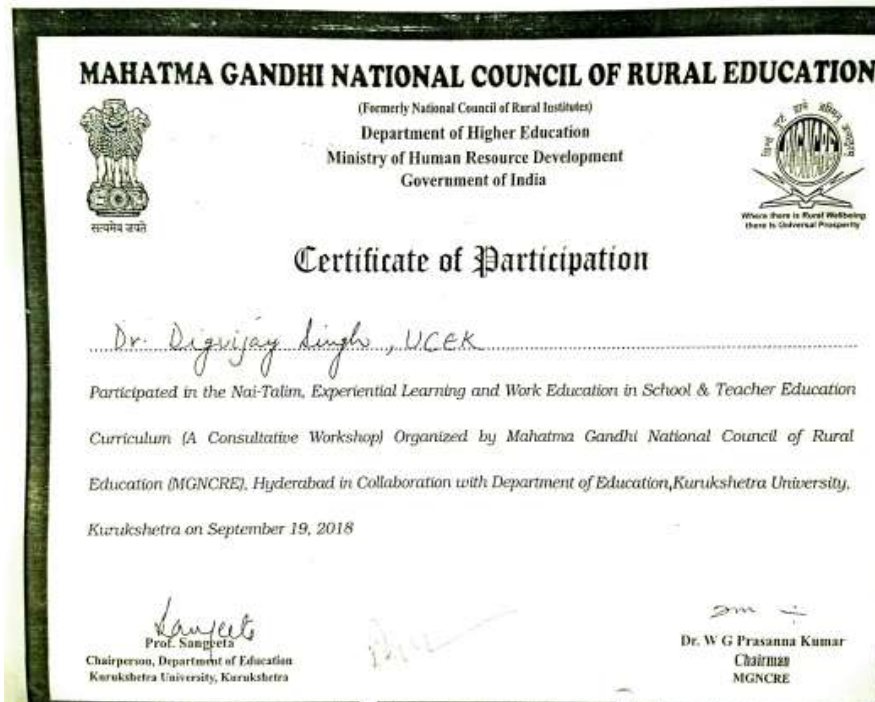 MAHATMA GANDHI NATIONAL COUNCIL OF RURAL EDUCATION
(Formerly National Council of Rural Institutes)
Department of Higher Education
Ministry of Human Resource Development
Government of India
सत्यमेव जयते
Where there is Rural Wellbeing
there is Universal Prosperity
Certificate of Participation
Dr. Digvijay Singh, UCEK
Participated in the Nai-Talim, Experiential Learning and Work Education in School & Teacher Education
Curriculum (A Consultative Workshop) Organized by Mahatma Gandhi National Council of Rural
Education (MGNCRE), Hyderabad in Collaboration with Department of Education,Kurukshetra University,
Kurukshetra on September 19, 2018
Sangeeta
Prof. Sangeeta
Chairperson, Department of Education
Kurukshetra University, Kurukshetra
Dr. W G Prasanna Kumar
Chairman
MGNCRE